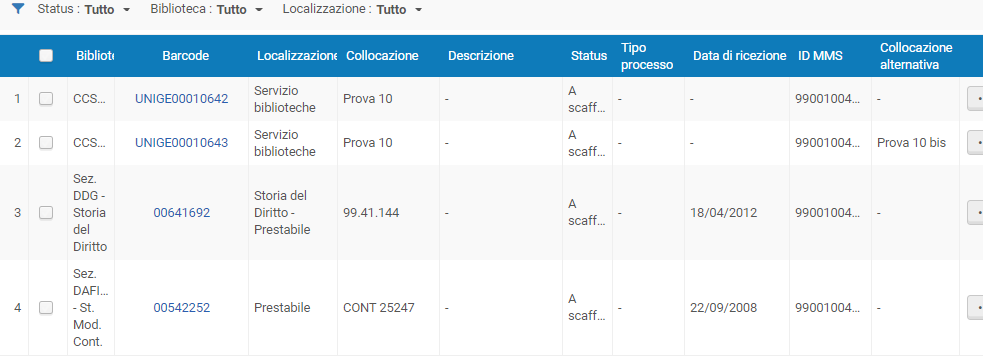 Status : Tutto Biblioteca : Tutto Localizzazione : Tutto
Bibliot Barcode Localizzazione Collocazione Descrizione Status Tipo processo Data di ricezione ID MMS Collocazione alternativa
1 CCS... UNIGE00010642 Servizio biblioteche Prova 10 - A scaff... - - 99001004... -
2 CCS... UNIGE00010643 Servizio biblioteche Prova 10 - A scaff... - - 99001004... Prova 10 bis
3 Sez. DDG - Storia del Diritto 00641692 Storia del Diritto - Prestabile 99.41.144 - A scaff... - 18/04/2012 99001004... -
4 Sez. DAFI... - St. Mod. Cont. 00542252 Prestabile CONT 25247 - A scaff... - 22/09/2008 99001004... -